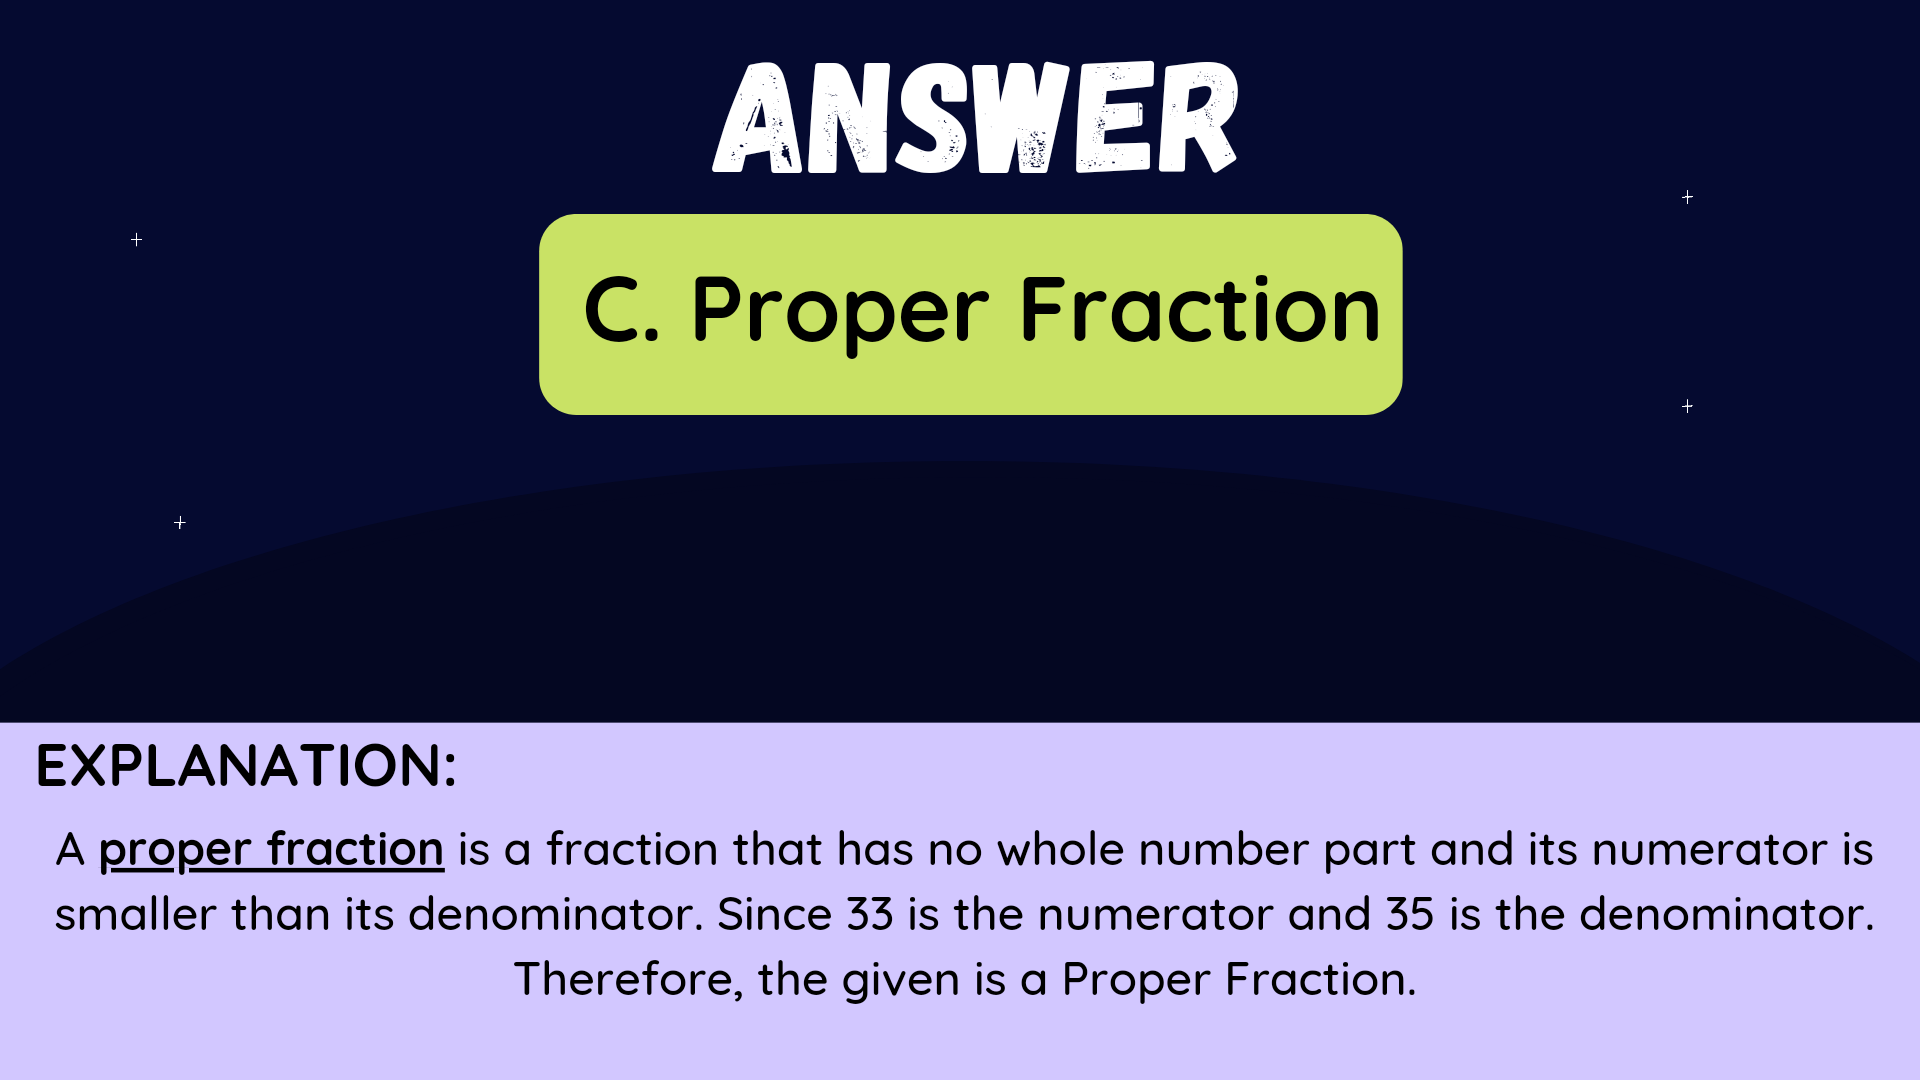 ANSWER
C. Proper Fraction
EXPLANATION:
A proper fraction is a fraction that has no whole number part and its numerator is
smaller than its denominator. Since 33 is the numerator and 35 is the denominator.
Therefore, the given is a Proper Fraction.